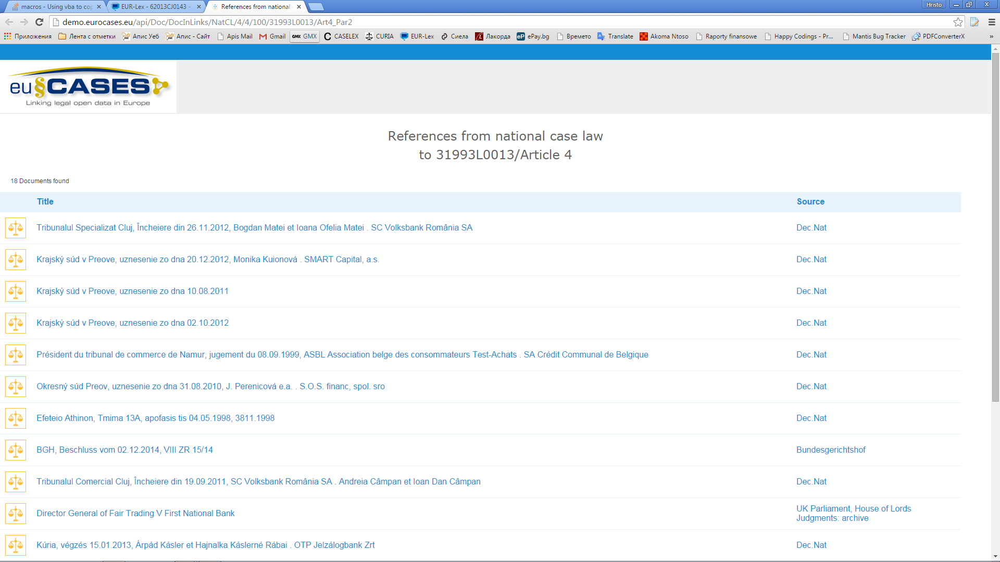 macros - Using vba to cop
EUR-Lex - 62013CJ0143 -
References from national
Hristo
demo.eurocases.eu/api/Doc/DocInLinks/NatCL/4/4/100/31993L0013/Art4_Par2
Приложения Лента с отметки Апис Уеб Апис - Сайт Apis Mail Gmail GMX GMX CASELEX CURIA EUR-Lex Сиела Лакорда eP ePay.bg Времето Translate Akoma Ntoso Raporty finansowe Happy Codings - Pr... Mantis Bug Tracker PDFConverterX »
eu§CASES
Linking legal open data in Europe
References from national case law
to 31993L0013/Article 4
18 Documents found
Title Source
Tribunalul Specializat Cluj, Încheiere din 26.11.2012, Bogdan Matei et Ioana Ofelia Matei . SC Volksbank România SA Dec.Nat
Krajský súd v Preove, uznesenie zo dna 20.12.2012, Monika Kuionová . SMART Capital, a.s. Dec.Nat
Krajský súd v Preove, uznesenie zo dna 10.08.2011 Dec.Nat
Krajský súd v Preove, uznesenie zo dna 02.10.2012 Dec.Nat
Président du tribunal de commerce de Namur, jugement du 08.09.1999, ASBL Association belge des consommateurs Test-Achats . SA Crédit Communal de Belgique Dec.Nat
Okresný súd Preov, uznesenie zo dna 31.08.2010, J. Perenicová e.a. . S.O.S. financ, spol. sro Dec.Nat
Efeteio Athinon, Tmima 13A, apofasis tis 04.05.1998, 3811.1998 Dec.Nat
BGH, Beschluss vom 02.12.2014, VIII ZR 15/14 Bundesgerichtshof
Tribunalul Comercial Cluj, Încheiere din 19.09.2011, SC Volksbank România SA . Andreia Câmpan et Ioan Dan Câmpan Dec.Nat
Director General of Fair Trading V First National Bank UK Parliament, House of Lords
Judgments: archive
Kúria, végzés 15.01.2013, Árpád Kásler et Hajnalka Káslerné Rábai . OTP Jelzálogbank Zrt Dec.Nat